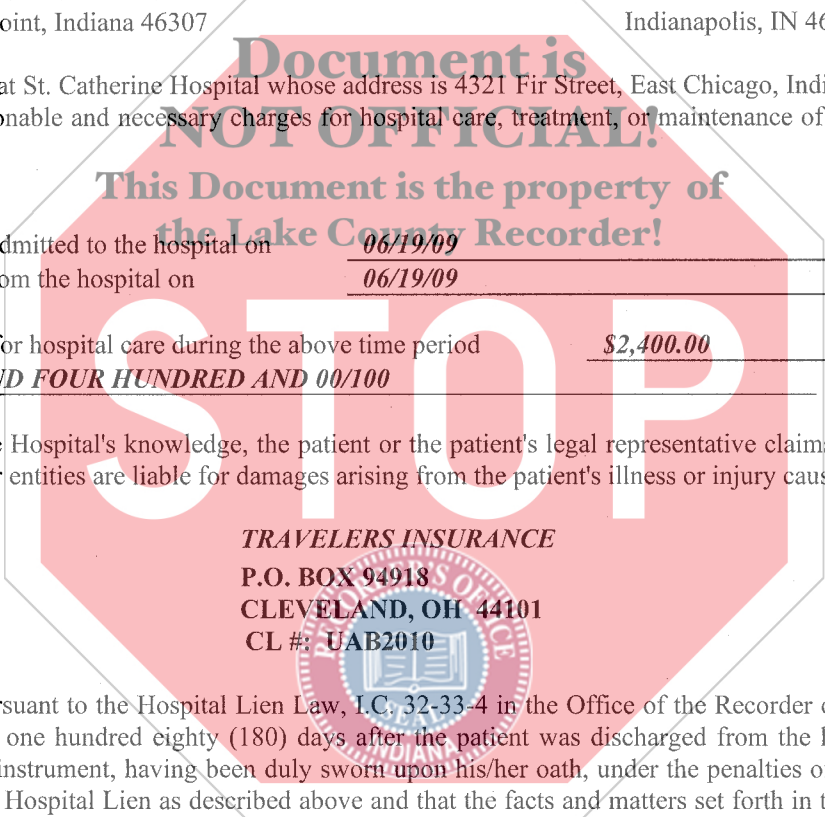 oint, Indiana 46307 Indianapolis, IN 46
Document is
at St. Catherine Hospital whose address is 4321 Fir Street, East Chicago, Indi
onable and necessary charges for hospital care, treatment, or maintenance of
NOT OFFICIAL!
This Document is the property of
the Lake County Recorder!
dmitted to the hospital on 06/19/09
om the hospital on 06/19/09
STOP
or hospital care during the above time period $2,400.00
ND FOUR HUNDRED AND 00/100
e Hospital's knowledge, the patient or the patient's legal representative claim
r entities are liable for damages arising from the patient's illness or injury caus
TRAVELERS INSURANCE
P.O. BOX 94918
CLEVELAND, OH 44101
CL #: UAB2010
RECORDER'S OFFICE
SEAL
INDIANA
rsuant to the Hospital Lien Law, I.C. 32-33-4 in the Office of the Recorder
one hundred eighty (180) days after the patient was discharged from the
instrument, having been duly sworn upon his/her oath, under the penalties o
Hospital Lien as described above and that the facts and matters set forth in t